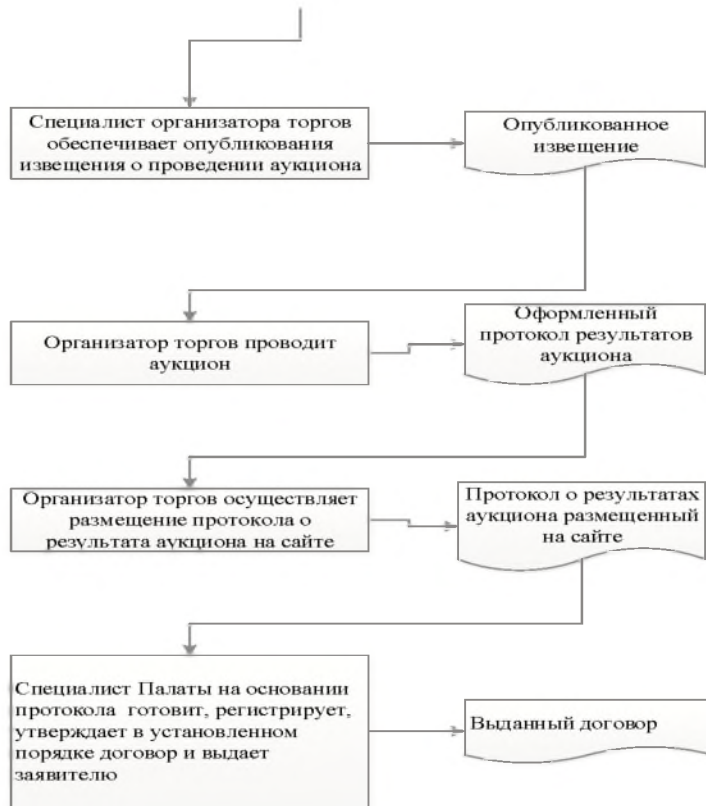 Специалист организатора торгов
обеспечивает опубликования
извещения о проведении аукциона
Опубликованное
извещение
Организатор торгов проводит
аукцион
Оформленный
протокол результатов
аукциона
Организатор торгов осуществляет
размещение протокола о
результата аукциона на сайте
Протокол о результатах
аукциона размещенный
на сайте
Специалист Палаты на основании
протокола готовит, регистрирует,
утверждает в установленном
порядке договор и выдает
заявителю
Выданный договор